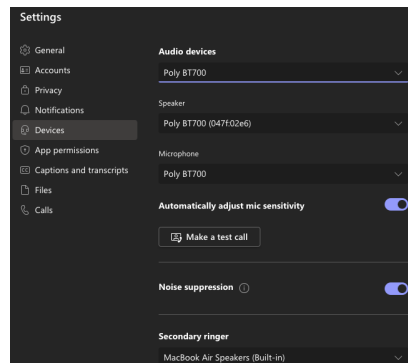 Settings
General
Accounts
Privacy
Notifications
Devices
App permissions
Captions and transcripts
Files
Calls
Audio devices
Poly BT700
Speaker
Poly BT700 (047f:02e6)
Microphone
Poly BT700
Automatically adjust mic sensitivity
Make a test call
Noise suppression
Secondary ringer
MacBook Air Speakers (Built-in)